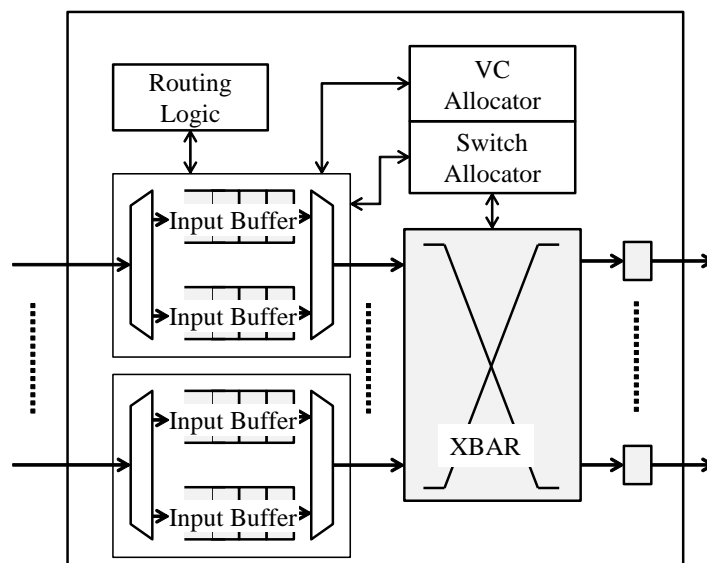 Routing
Logic
VC
Allocator
Switch
Allocator
Input Buffer
Input Buffer
Input Buffer
Input Buffer
XBAR